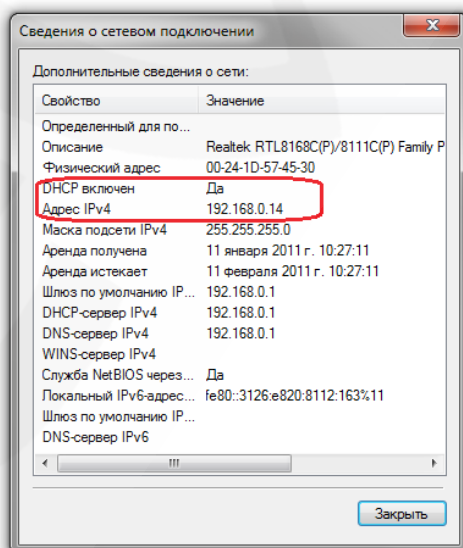 Сведения о сетевом подключении
Дополнительные сведения о сети:
Свойство Значение
Определенный для по...
Описание Realtek RTL8168C(P)/8111C(P) Family P
Физический адрес 00-24-1D-57-45-30
DHCP включен Да
Адрес IPv4 192.168.0.14
Маска подсети IPv4 255.255.255.0
Аренда получена 11 января 2011 г. 10:27:11
Аренда истекает 11 февраля 2011 г. 10:27:11
Шлюз по умолчанию IP... 192.168.0.1
DHCP-сервер IPv4 192.168.0.1
DNS-сервер IPv4 192.168.0.1
WINS-сервер IPv4
Служба NetBIOS через... Да
Локальный IPv6-адрес... fe80::3126:e820:8112:163%11
Шлюз по умолчанию IP...
DNS-сервер IPv6
Закрыть